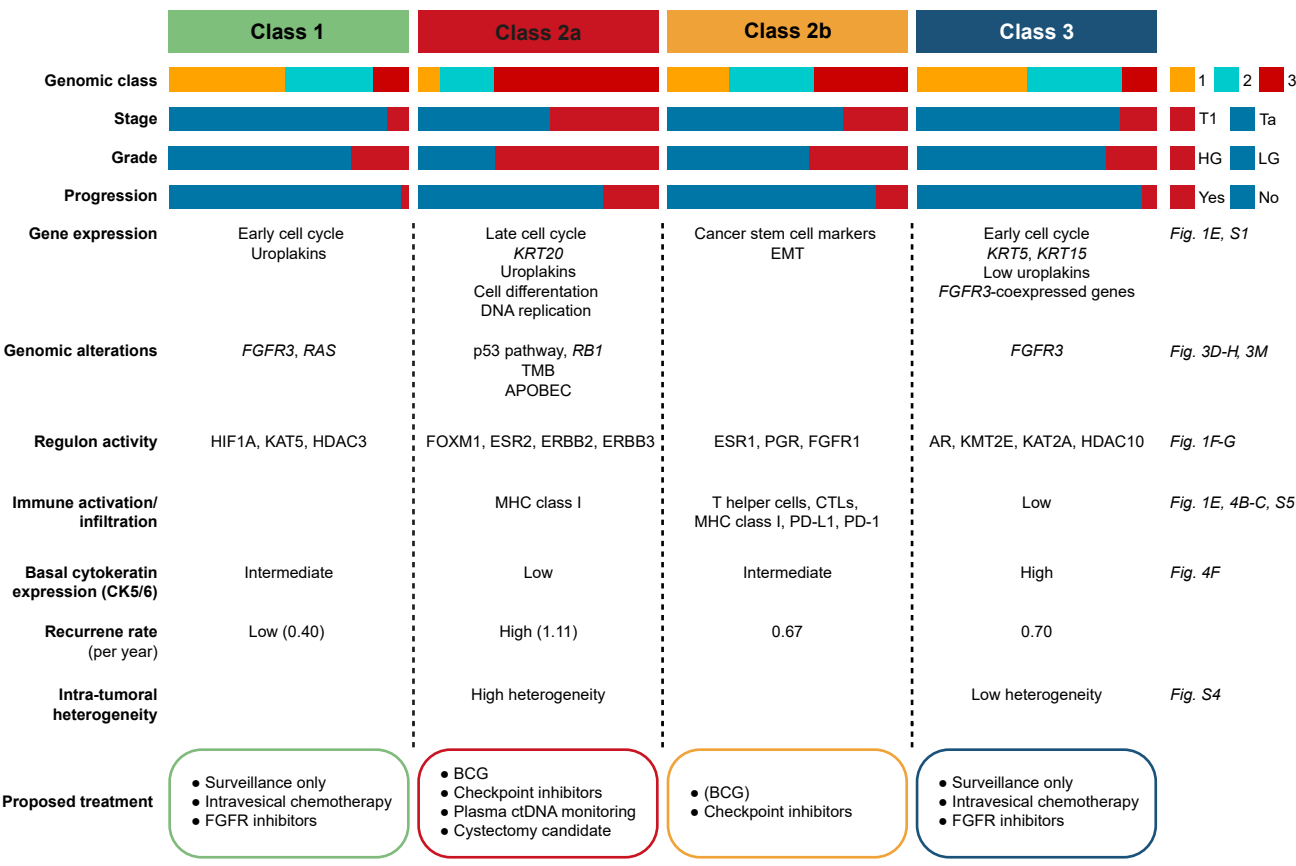 Class 1
Class 2a
Class 2b
Class 3
Genomic class
1
2
3
Stage
T1
Ta
Grade
HG
LG
Progression
Yes
No
Gene expression
Early cell cycle
Uroplakins
Late cell cycle
KRT20
Uroplakins
Cell differentation
DNA replication
Cancer stem cell markers
EMT
Early cell cycle
KRT5, KRT15
Low uroplakins
FGFR3-coexpressed genes
Fig. 1E, S1
Genomic alterations
FGFR3, RAS
p53 pathway, RB1
TMB
APOBEC
FGFR3
Fig. 3D-H, 3M
Regulon activity
HIF1A, KAT5, HDAC3
FOXM1, ESR2, ERBB2, ERBB3
ESR1, PGR, FGFR1
AR, KMT2E, KAT2A, HDAC10
Fig. 1F-G
Immune activation/
infiltration
MHC class I
T helper cells, CTLs,
MHC class I, PD-L1, PD-1
Low
Fig. 1E, 4B-C, S5
Basal cytokeratin
expression (CK5/6)
Intermediate
Low
Intermediate
High
Fig. 4F
Recurrene rate
(per year)
Low (0.40)
High (1.11)
0.67
0.70
Intra-tumoral
heterogeneity
High heterogeneity
Low heterogeneity
Fig. S4
Proposed treatment
● Surveillance only
● Intravesical chemotherapy
● FGFR inhibitors
● BCG
● Checkpoint inhibitors
● Plasma ctDNA monitoring
● Cystectomy candidate
● (BCG)
● Checkpoint inhibitors
● Surveillance only
● Intravesical chemotherapy
● FGFR inhibitors